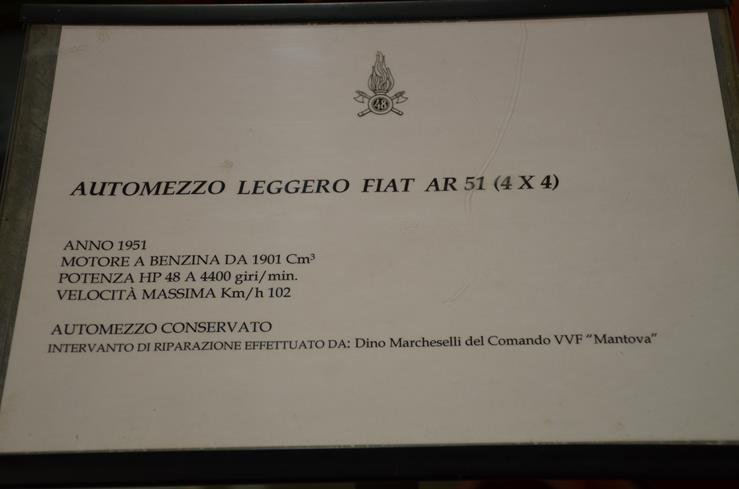 48
AUTOMEZZO LEGGERO FIAT AR 51 (4 X 4)
ANNO 1951
MOTORE A BENZINA DA 1901 Cm³
POTENZA HP 48 A 4400 giri/min.
VELOCITÀ MASSIMA Km/h 102
AUTOMEZZO CONSERVATO
INTERVANTO DI RIPARAZIONE EFFETTUATO DA: Dino Marcheselli del Comando VVF “Mantova”